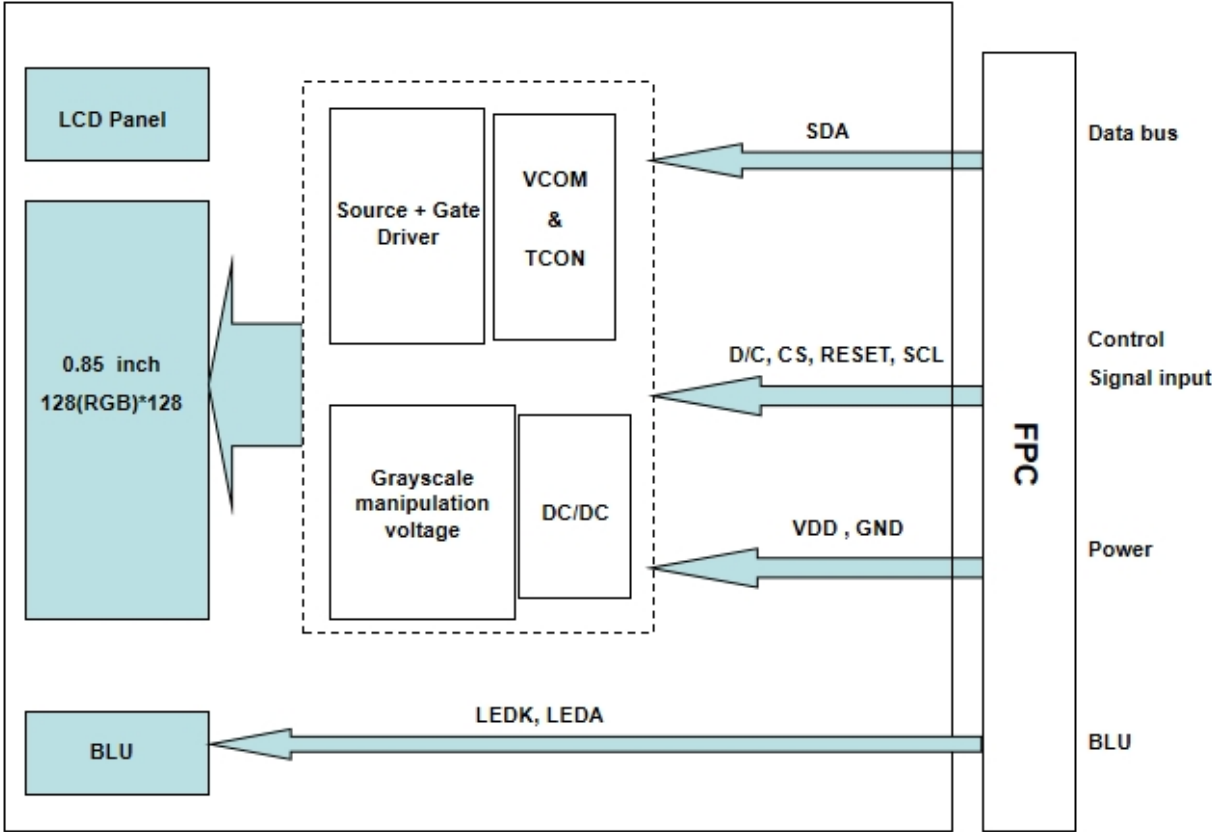 LCD Panel
0.85 inch
128(RGB)*128
BLU
Source + Gate
Driver
VCOM
&
TCON
Grayscale
manipulation
voltage
DC/DC
SDA
D/C, CS, RESET, SCL
VDD , GND
LEDK, LEDA
FPC
Data bus
Control
Signal input
Power
BLU